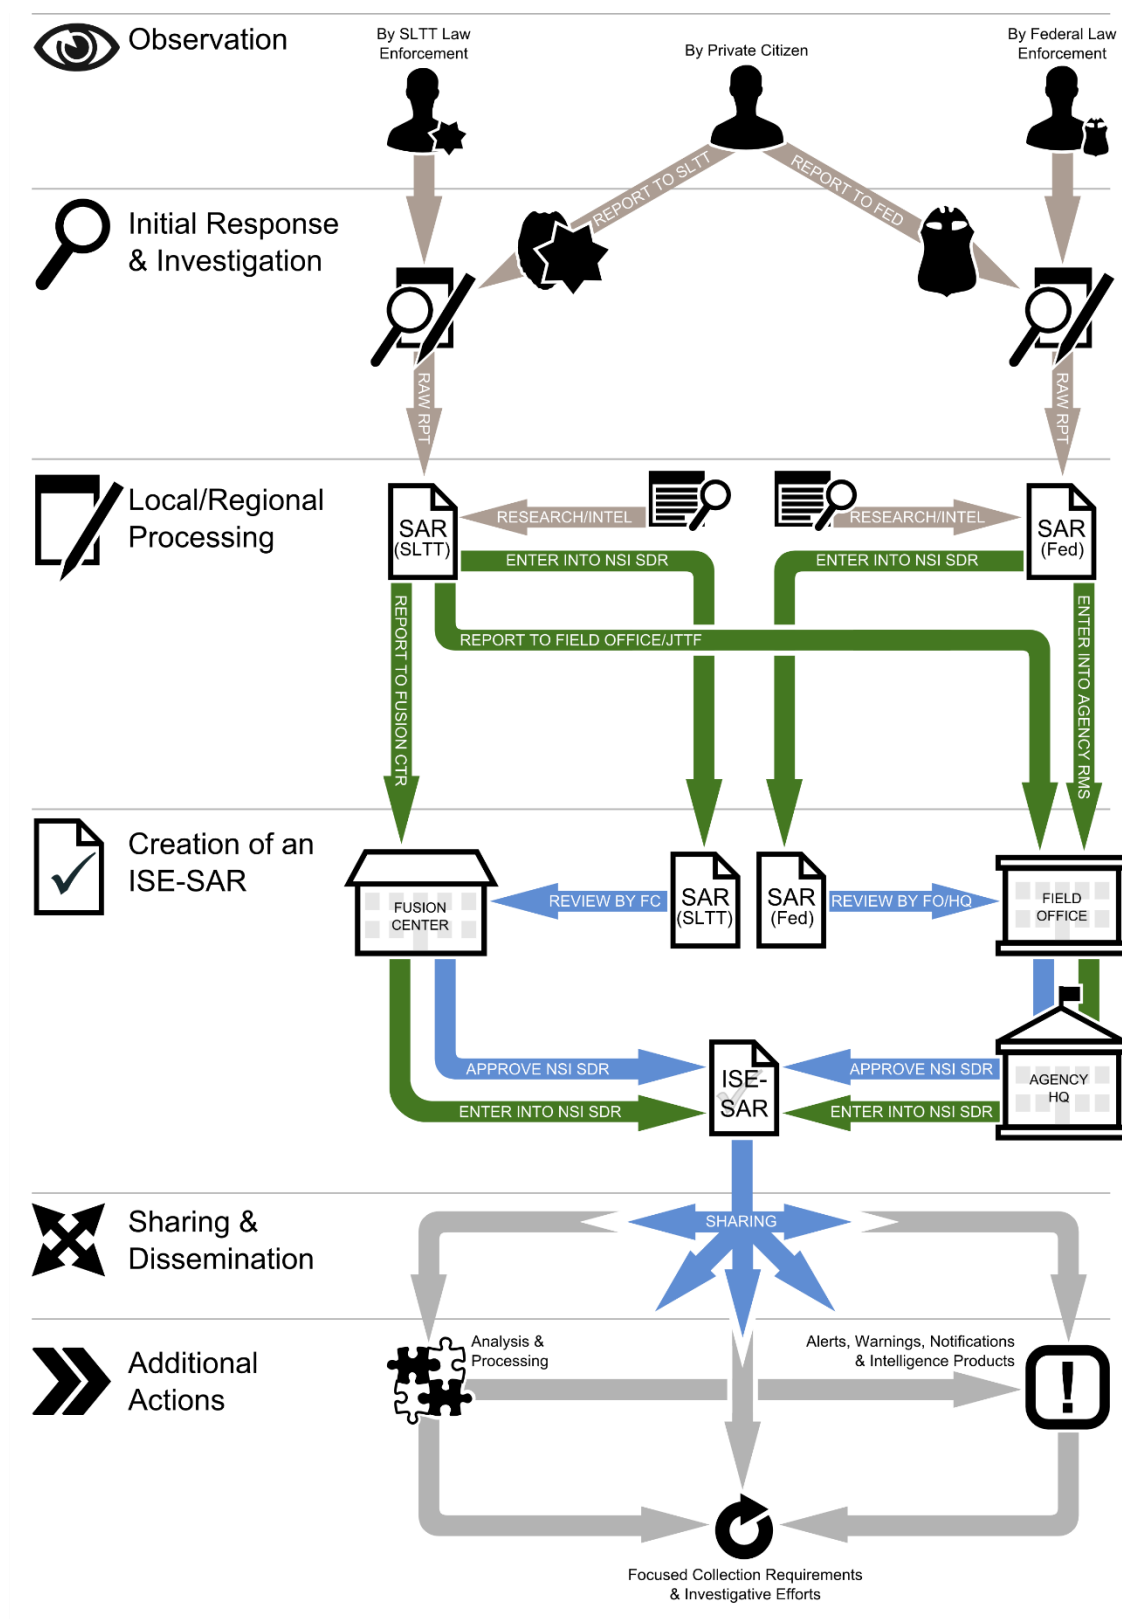 Observation
By SLTT Law
Enforcement
By Private Citizen
By Federal Law
Enforcement
REPORT TO SLTT
REPORT TO FED
Initial Response
& Investigation
RAW RPT
RAW RPT
Local/Regional
Processing
SAR
(SLTT)
RESEARCH/INTEL
RESEARCH/INTEL
SAR
(Fed)
ENTER INTO NSI SDR
ENTER INTO NSI SDR
REPORT TO FUSION CTR
REPORT TO FIELD OFFICE/JTTF
ENTER INTO AGENCY RMS
Creation of an
ISE-SAR
FUSION
CENTER
REVIEW BY FC
SAR
(SLTT)
SAR
(Fed)
REVIEW BY FO/HQ
FIELD
OFFICE
APPROVE NSI SDR
ISE-
SAR
APPROVE NSI SDR
AGENCY
HQ
ENTER INTO NSI SDR
ENTER INTO NSI SDR
Sharing &
Dissemination
SHARING
Additional
Actions
Analysis &
Processing
Alerts, Warnings, Notifications
& Intelligence Products
!
Focused Collection Requirements
& Investigative Efforts